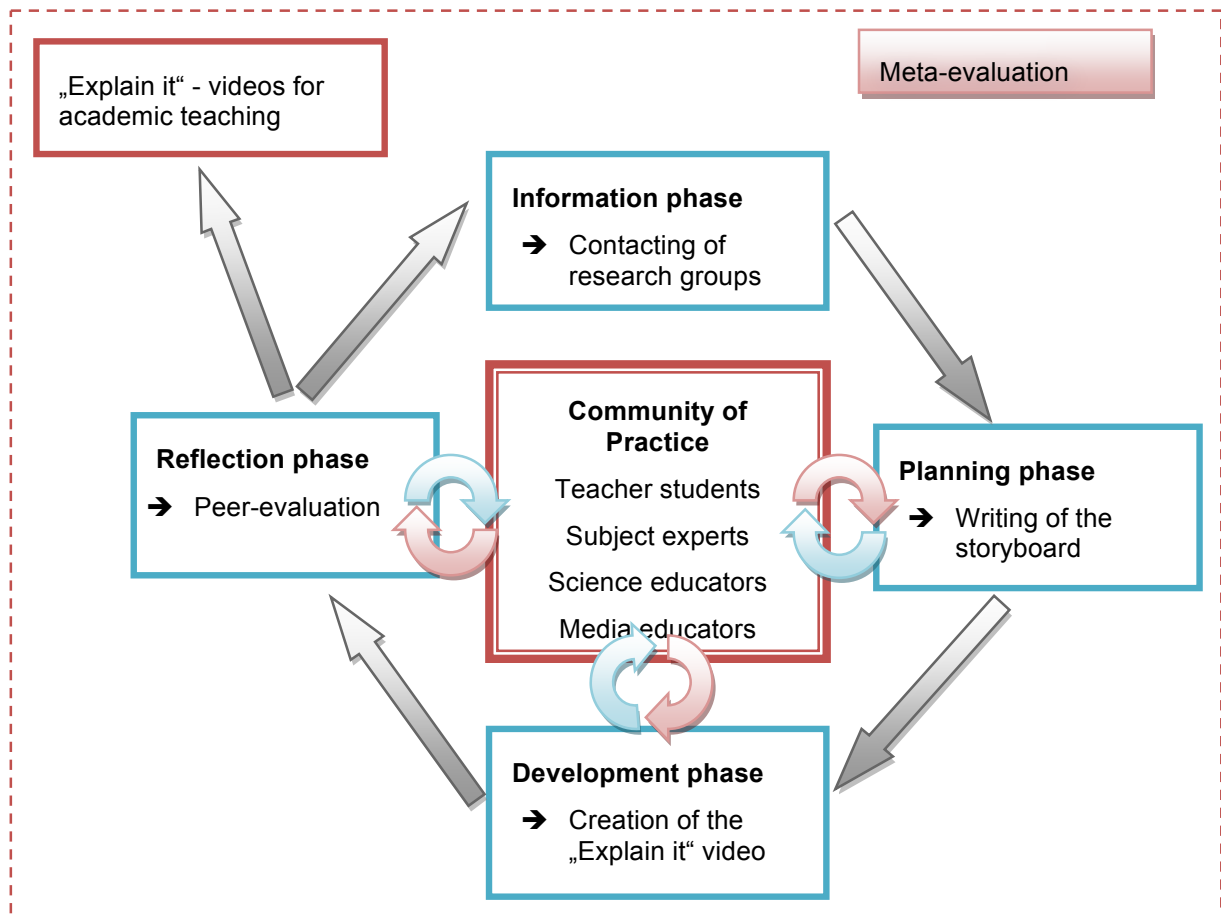 „Explain it“ - videos for
academic teaching
Meta-evaluation
Information phase
➔ Contacting of
research groups
Community of
Practice
Teacher students
Subject experts
Science educators
Media educators
Reflection phase
➔ Peer-evaluation
Planning phase
➔ Writing of the
storyboard
Development phase
➔ Creation of the
„Explain it“ video